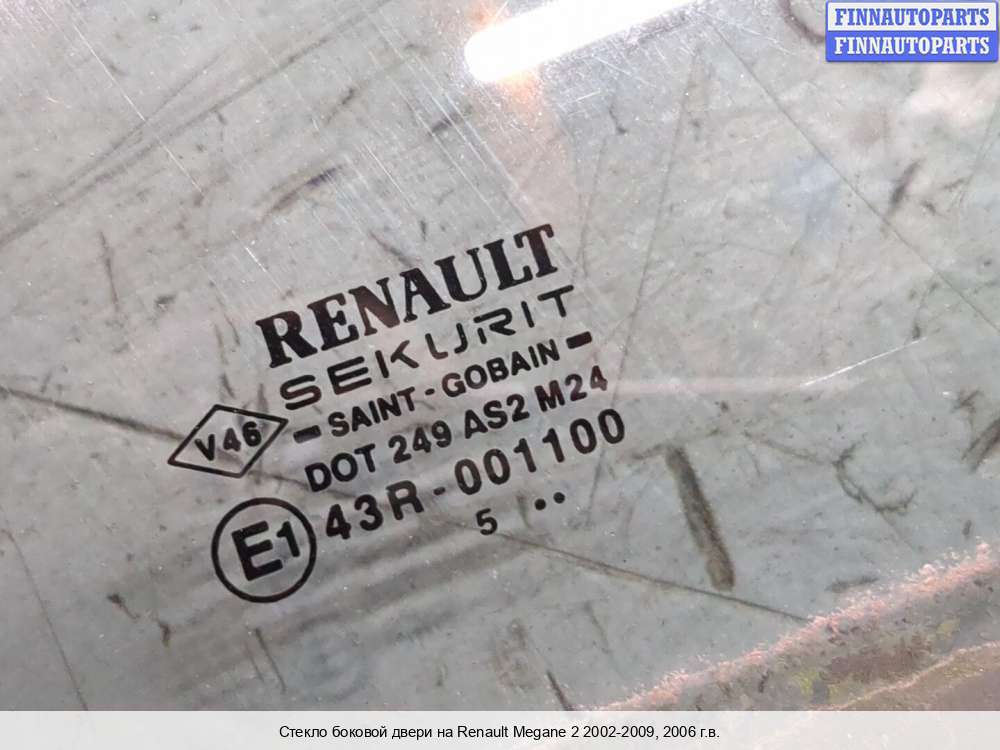 FINNAUTOPARTS
FINNAUTOPARTS
RENAULT
SEKURIT
- SAINT-GOBAIN -
V46
DOT 249 AS2 M24
E1
43R-001100
5 ..
Стекло боковой двери на Renault Megane 2 2002-2009, 2006 г.в.